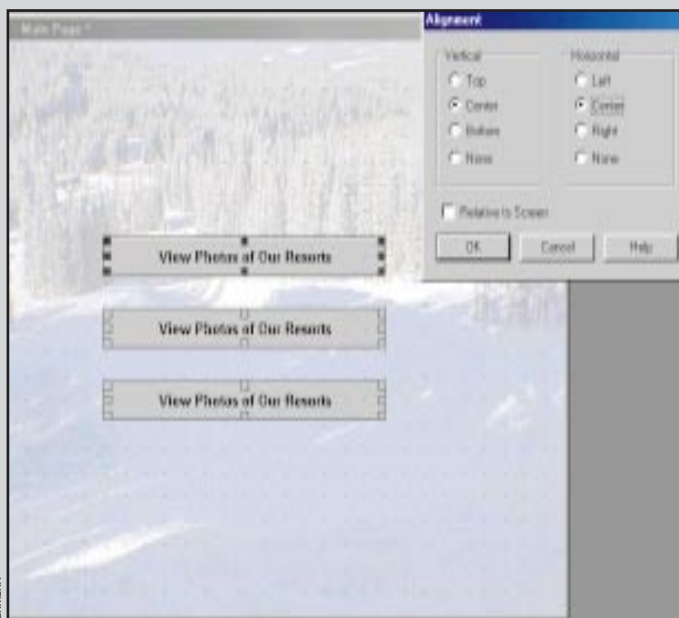 Main Page *
Alignment
Vertical
Horizontal
Top
Left
Center
Center
Bottom
Right
None
None
Relative to Screen
OK
Cancel
Help
View Photos of Our Resorts
View Photos of Our Resorts
View Photos of Our Resorts